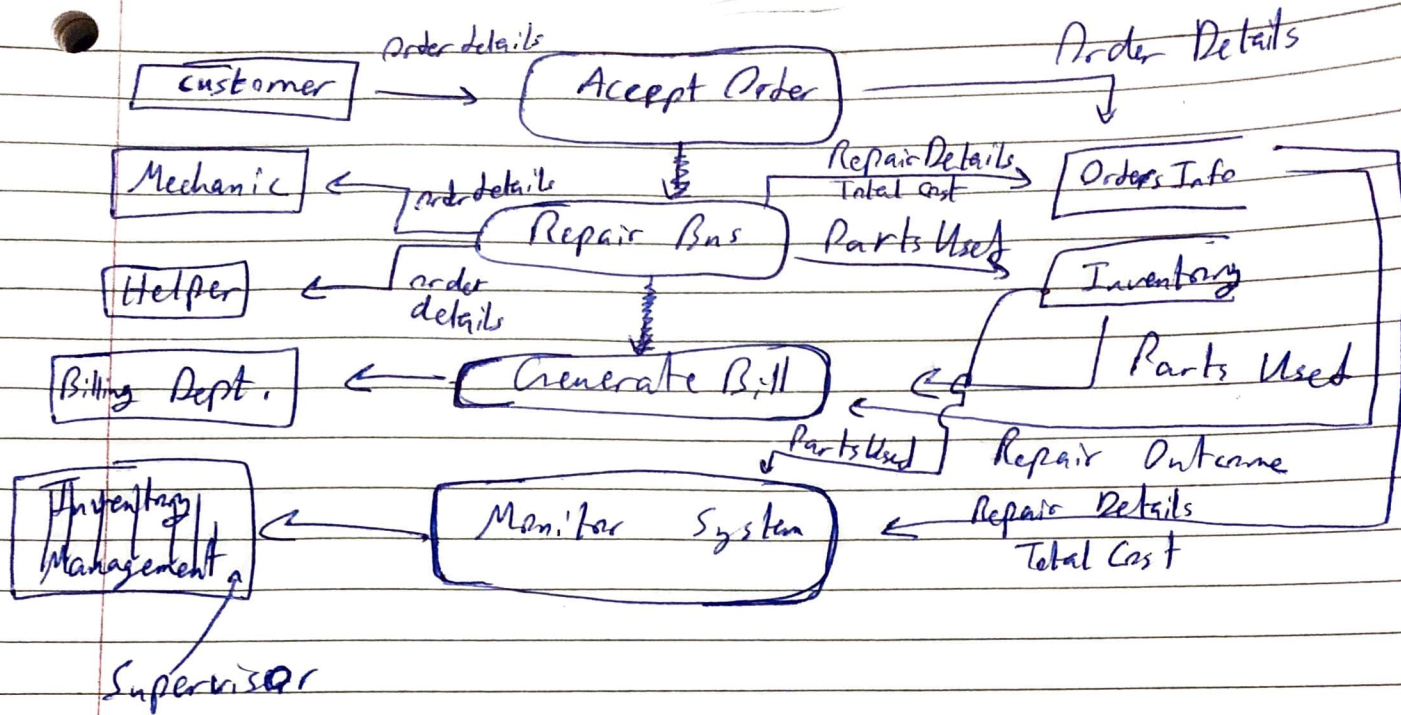 order details
Order Details
customer
Accept Order
Mechanic
order details
Repair Details
Total Cost
Orders Info
Repair Bus
Parts Used
Helper
order
details
Inventory
Billing Dept.
Generate Bill
Parts Used
Parts Used
Repair Outcome
Inventory
Management
Monitor System
Repair Details
Total Cost
Supervisor